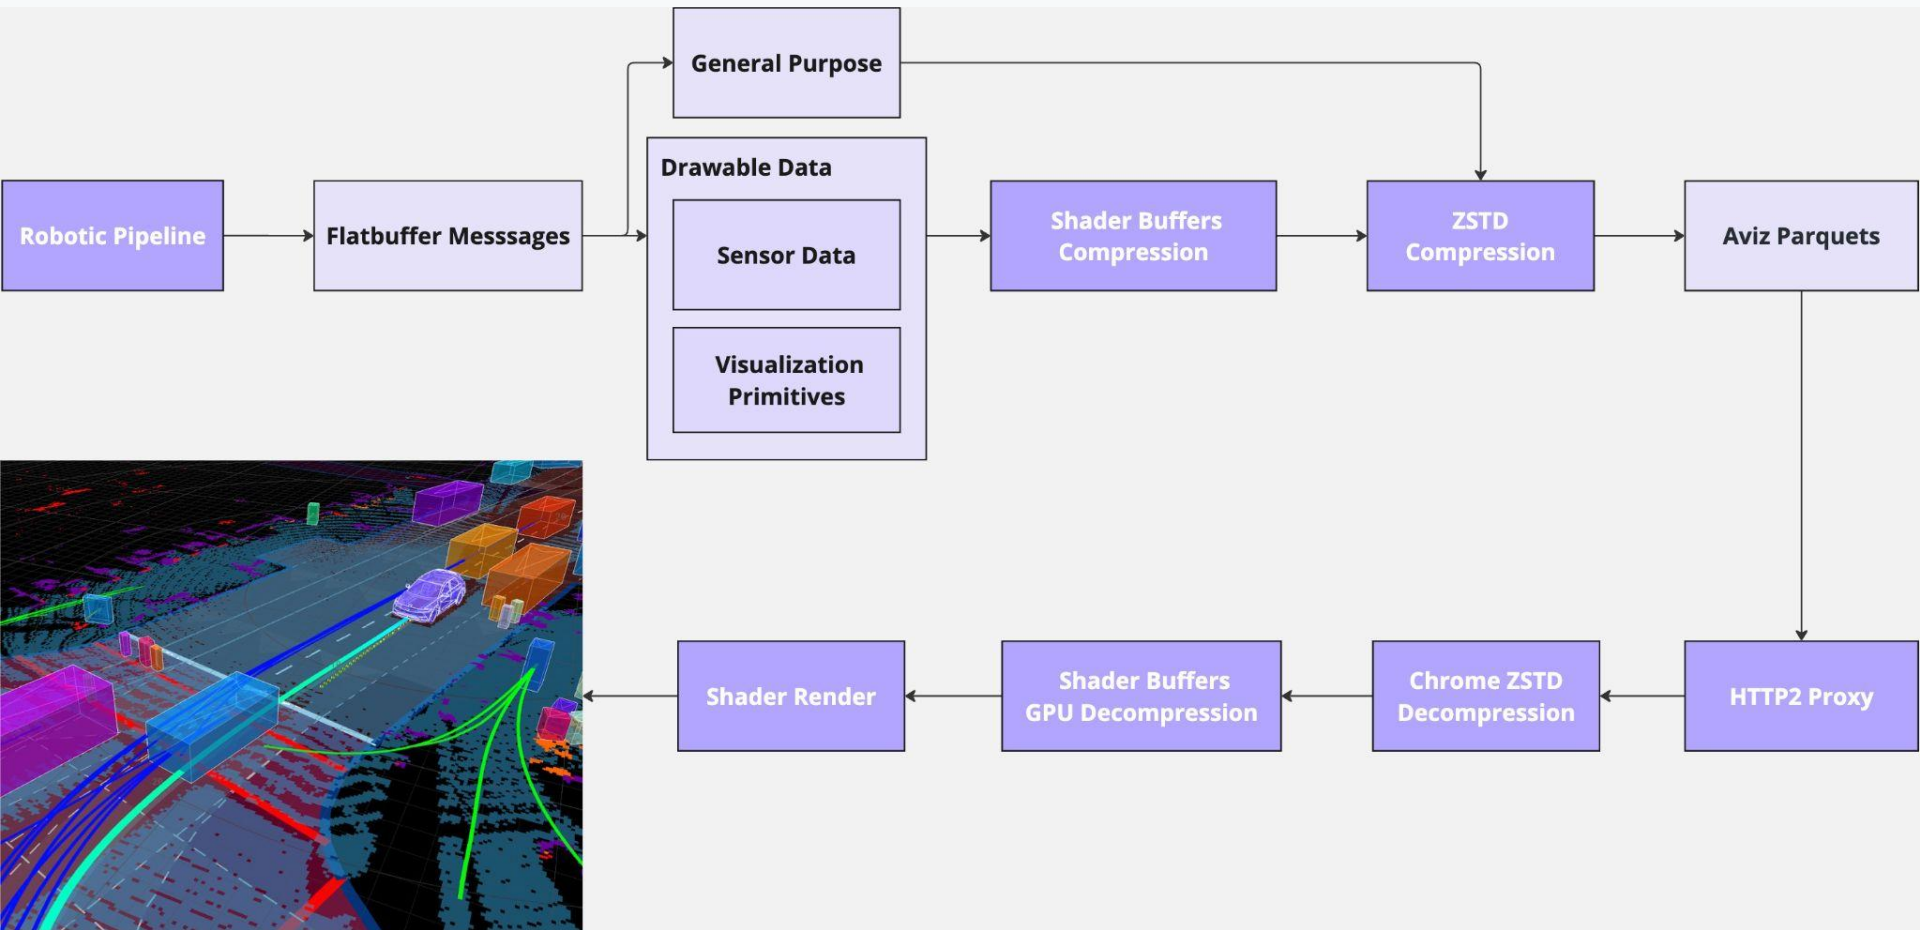 General Purpose
Drawable Data
Robotic Pipeline
Flatbuffer Messsages
Sensor Data
Visualization
Primitives
Shader Buffers
Compression
ZSTD
Compression
Aviz Parquets
Shader Render
Shader Buffers
GPU Decompression
Chrome ZSTD
Decompression
HTTP2 Proxy